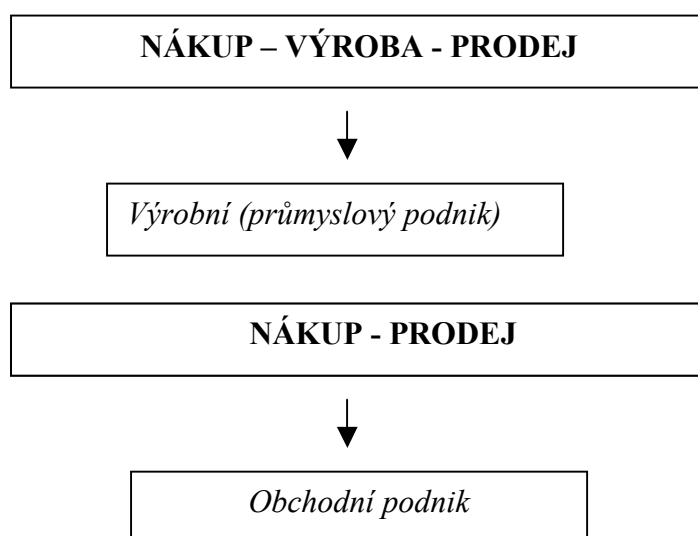 NÁKUP – VÝROBA - PRODEJ
Výrobní (průmyslový podnik)
NÁKUP - PRODEJ
Obchodní podnik